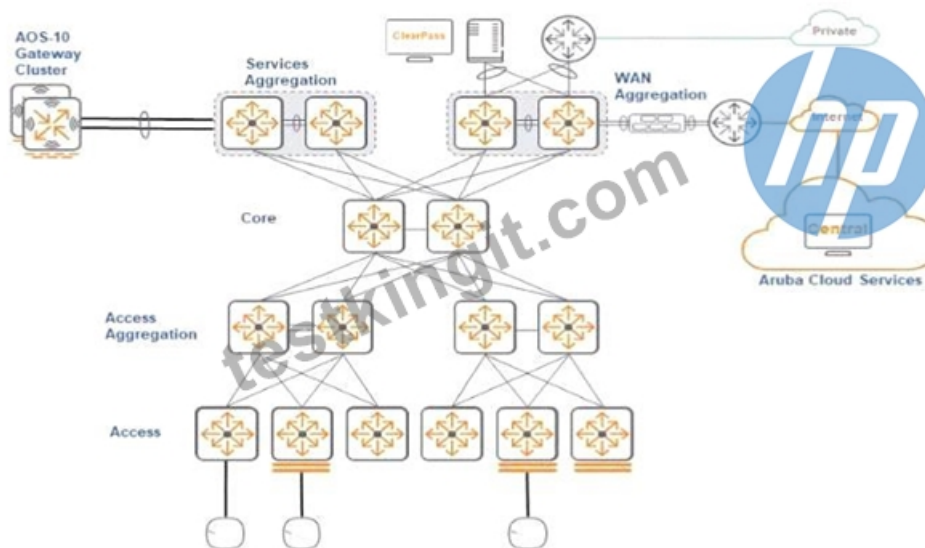 AOS-10
Gateway
Cluster
Services
Aggregation
ClearPass
WAN
Aggregation
Private
Internet
hp
Core
Central
Aruba Cloud Services
testkingit.com
Access
Aggregation
Access